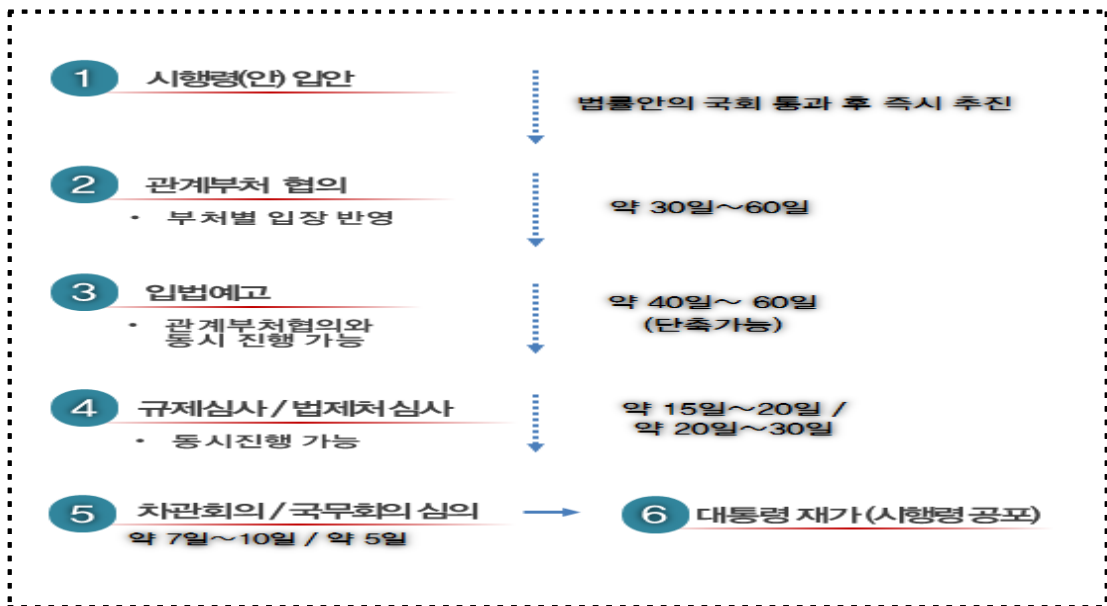 1 시행령(안) 입안
법률안의 국회 통과 후 즉시 추진
2 관계부처 협의
• 부처별 입장 반영
약 30일~60일
3 입법예고
• 관계부처협의와
동시 진행 가능
약 40일~ 60일
(단축가능)
4 규제심사 / 법제처 심사
• 동시진행 가능
약 15일~20일 /
약 20일~30일
5 차관회의 / 국무회의 심의
약 7일~10일 / 약 5일
6 대통령 재가 (시행령 공포)